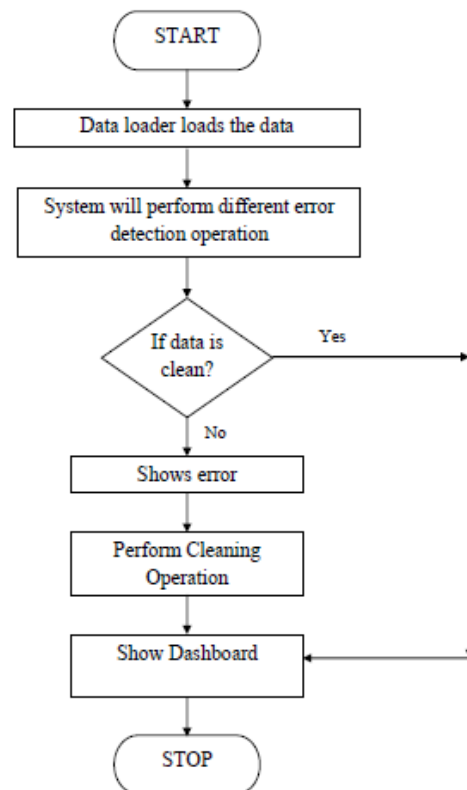 START
Data loader loads the data
System will perform different error
detection operation
If data is
clean?
Yes
No
Shows error
Perform Cleaning
Operation
Show Dashboard
STOP